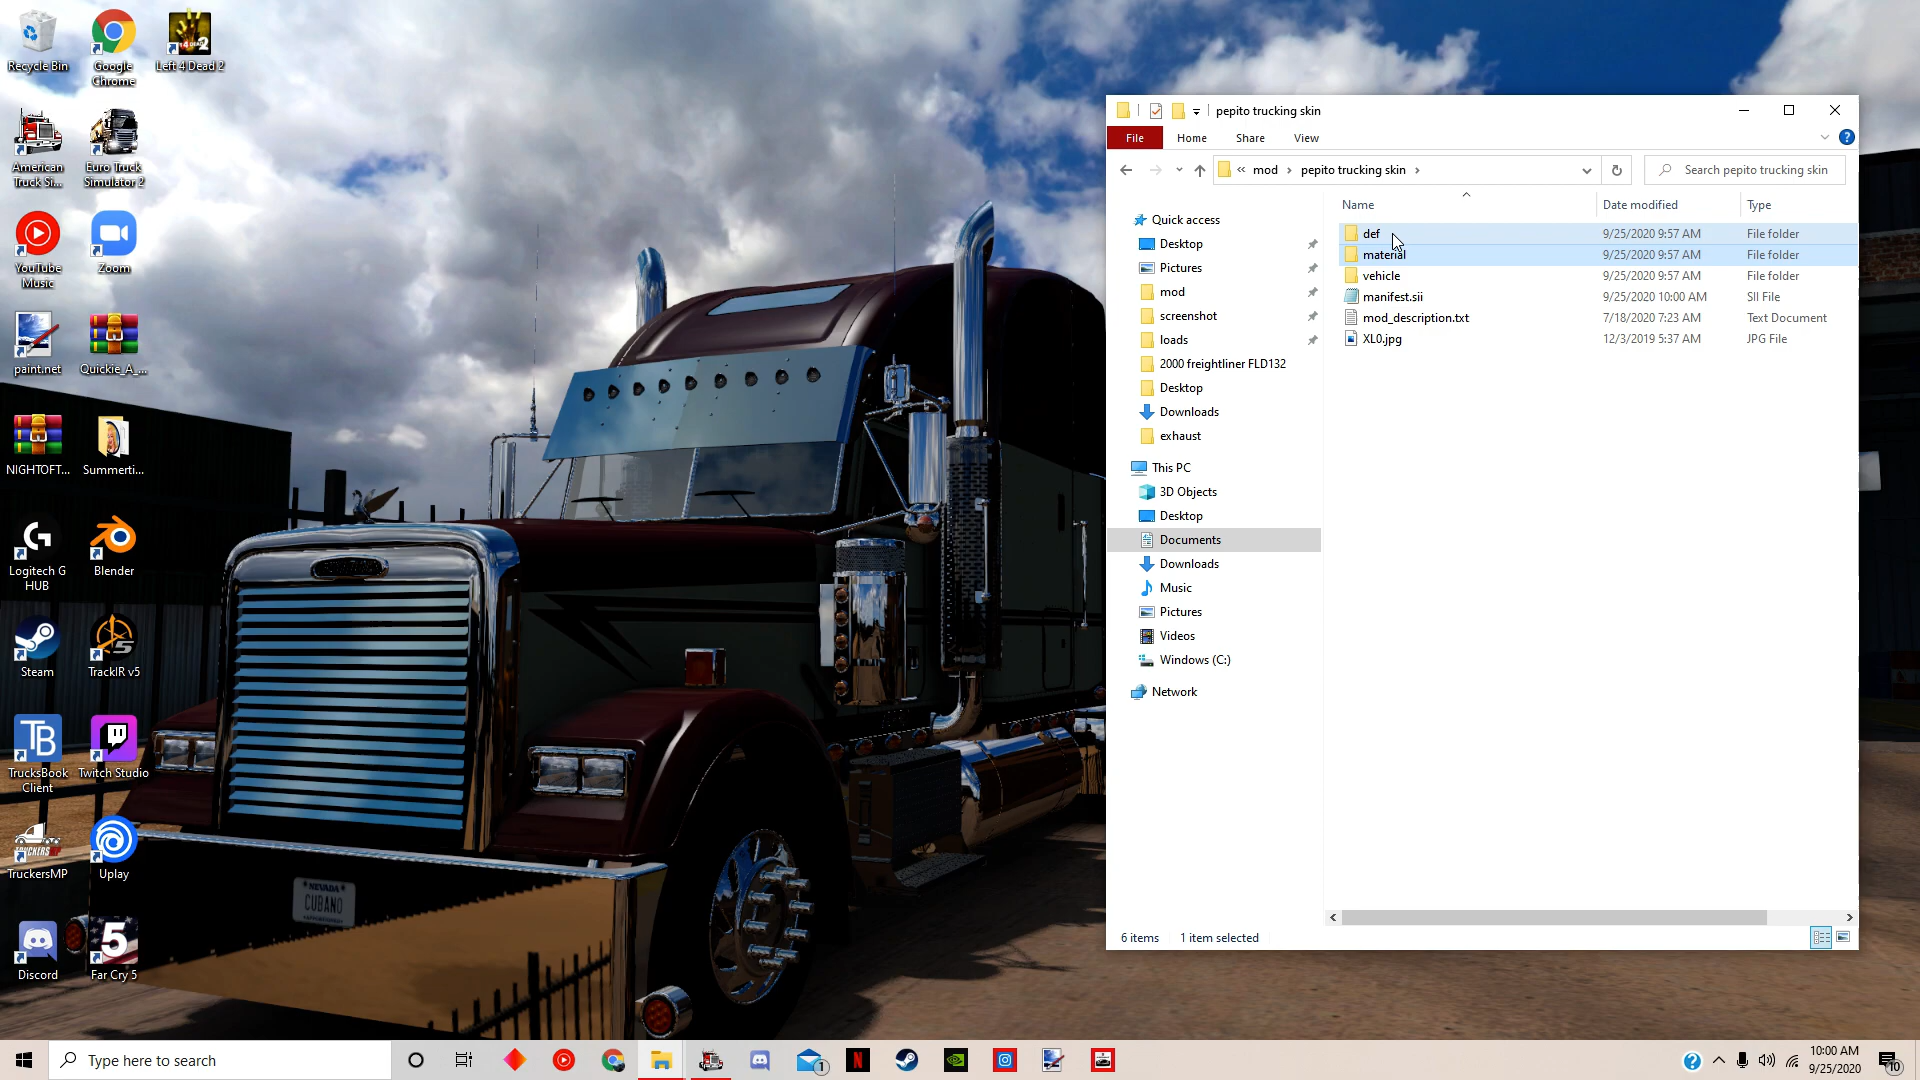 Recycle Bin
Google
Chrome
Left 4 Dead 2
American
Truck Si...
Euro Truck
Simulator 2
YouTube
Music
Zoom
paint.net
Quickie_A_...
NIGHTOFT...
Summerti...
Logitech G
HUB
Blender
Steam
TrackIR v5
TrucksBook
Client
Twitch Studio
TruckersMP
Uplay
Discord
Far Cry 5
NEVADA
CUBANO
pepito trucking skin
File
Home
Share
View
mod
pepito trucking skin
Search pepito trucking skin
Name
Date modified
Type
def
9/25/2020 9:57 AM
File folder
material
9/25/2020 9:57 AM
File folder
vehicle
9/25/2020 9:57 AM
File folder
manifest.sii
9/25/2020 10:00 AM
SII File
mod_description.txt
7/18/2020 7:23 AM
Text Document
XL0.jpg
12/3/2019 5:37 AM
JPG File
Quick access
Desktop
Pictures
mod
screenshot
loads
2000 freightliner FLD132
Desktop
Downloads
exhaust
This PC
3D Objects
Desktop
Documents
Downloads
Music
Pictures
Videos
Windows (C:)
Network
6 items
1 item selected
Type here to search
1
10:00 AM
9/25/2020
10